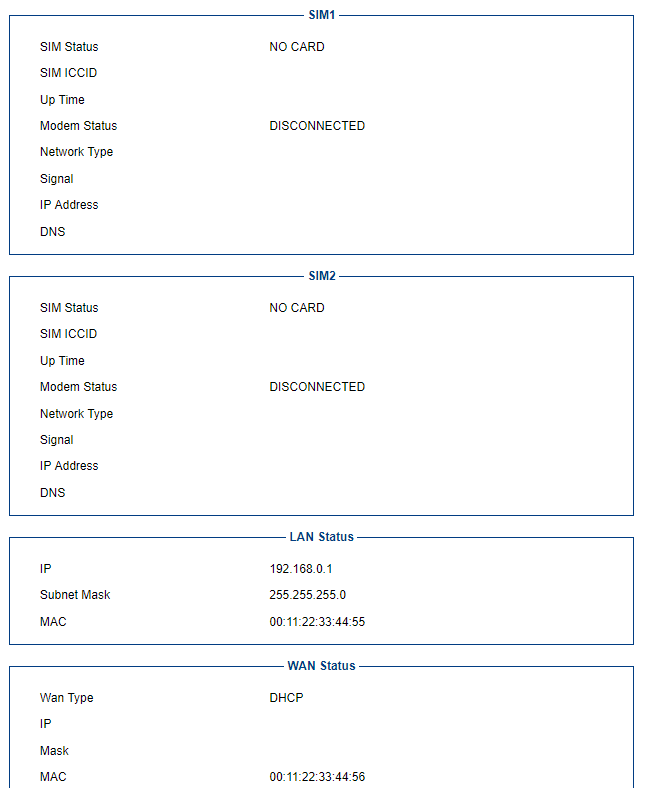 SIM1
SIM Status NO CARD
SIM ICCID
Up Time
Modem Status DISCONNECTED
Network Type
Signal
IP Address
DNS
SIM2
SIM Status NO CARD
SIM ICCID
Up Time
Modem Status DISCONNECTED
Network Type
Signal
IP Address
DNS
LAN Status
IP 192.168.0.1
Subnet Mask 255.255.255.0
MAC 00:11:22:33:44:55
WAN Status
Wan Type DHCP
IP
Mask
MAC 00:11:22:33:44:56